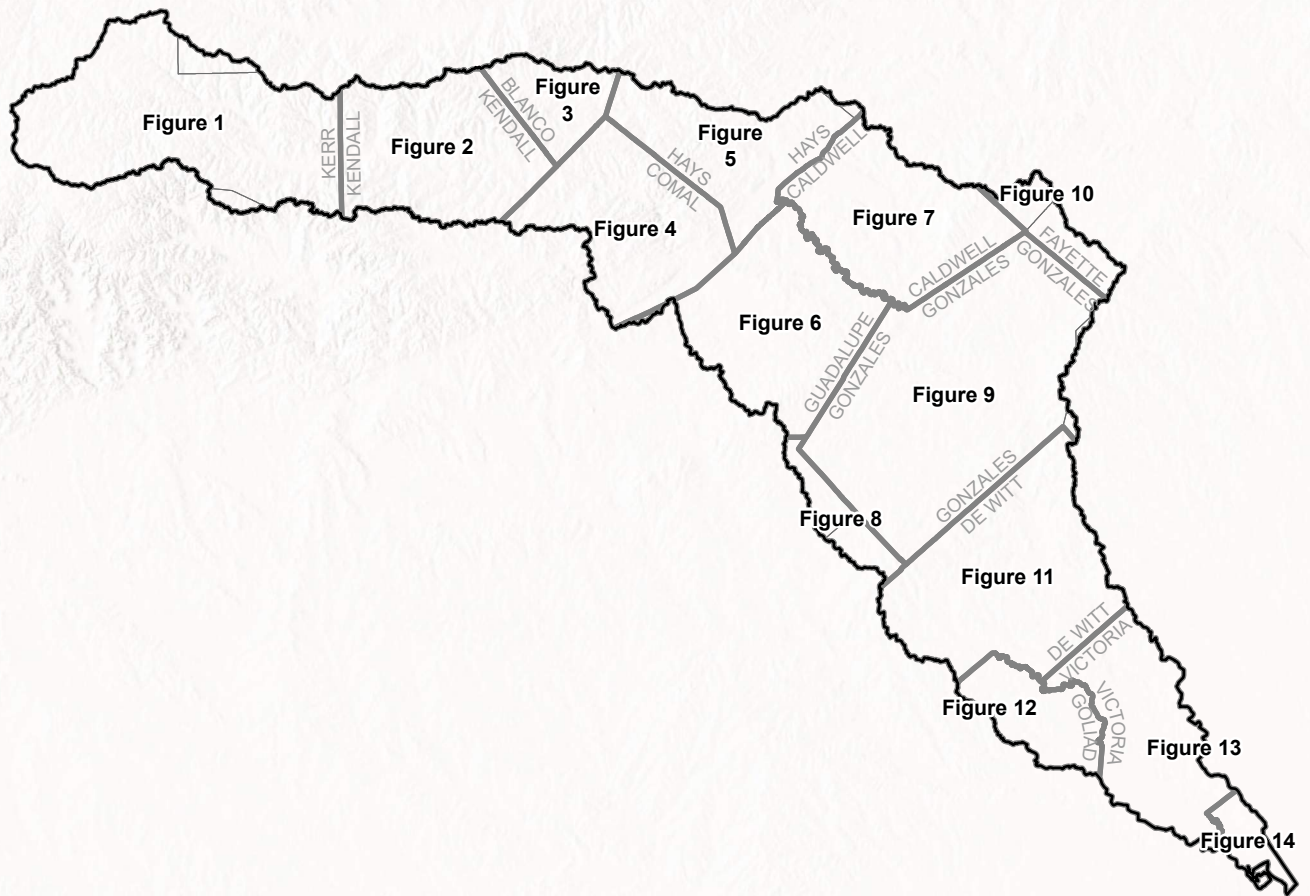 Figure 1
KERR
KENDALL
Figure 2
BLANCO
KENDALL
Figure
3
Figure 4
HAYS
COMAL
Figure
5
HAYS
CALDWELL
Figure 6
Figure 7
CALDWELL
GONZALES
Figure 10
FAYETTE
GONZALES
GUADALUPE
GONZALES
Figure 8
Figure 9
GONZALES
DE WITT
Figure 11
DE WITT
VICTORIA
Figure 12
VICTORIA
GOLIAD
Figure 13
Figure 14